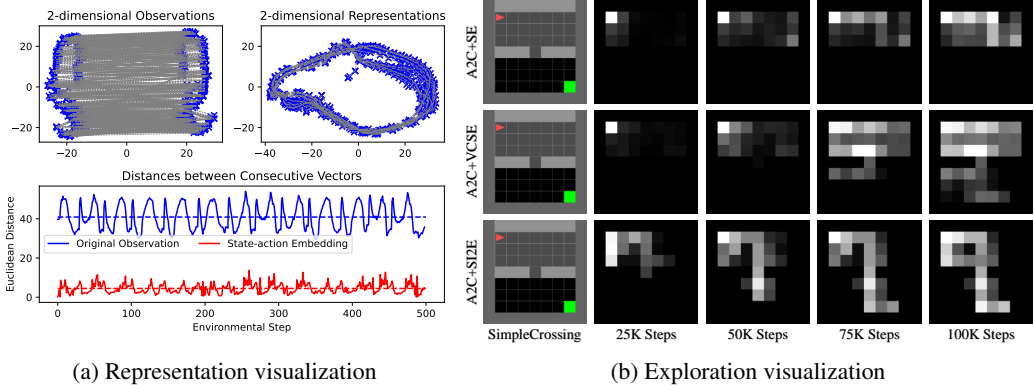 2-dimensional Observations
2-dimensional Representations
20
0
−20
−20
0
20
20
0
−20
−40
−20
0
20
Distances between Consecutive Vectors
Euclidean Distance
40
20
0
Original Observation
State-action Embedding
0
100
200
300
400
500
Environmental Step
(a) Representation visualization
A2C+SE
A2C+VCSE
A2C+SI2E
SimpleCrossing
25K Steps
50K Steps
75K Steps
100K Steps
(b) Exploration visualization